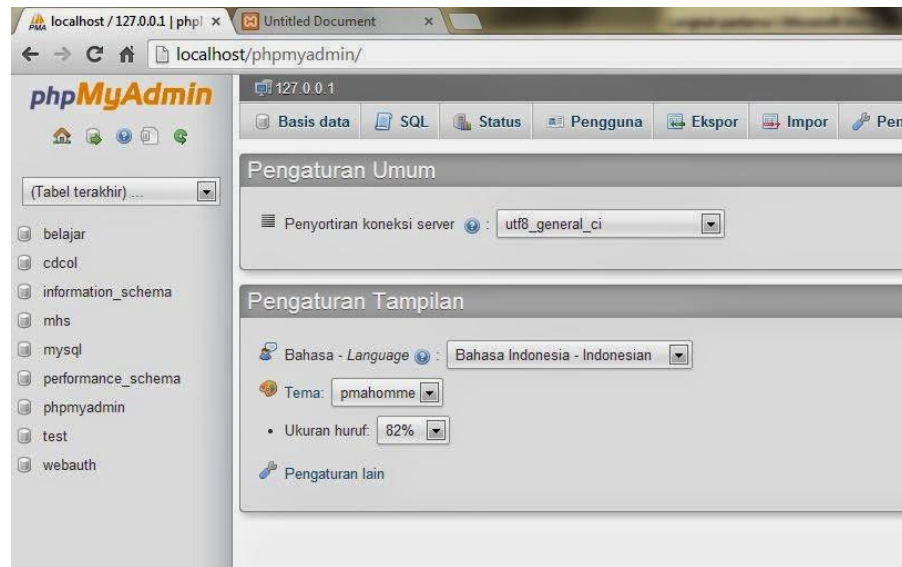 localhost / 127.0.0.1 | phpl
Untitled Document
localhost/phpmyadmin/
phpMyAdmin
127.0.0.1
Basis data
SQL
Status
Pengguna
Ekspor
Impor
Pen
(Tabel terakhir) ...
belajar
cdcol
information_schema
mhs
mysql
performance_schema
phpmyadmin
test
webauth
Pengaturan Umum
Penyortiran koneksi server : utf8_general_ci
Pengaturan Tampilan
Bahasa - Language : Bahasa Indonesia - Indonesian
Tema: pmahomme
• Ukuran huruf: 82%
Pengaturan lain